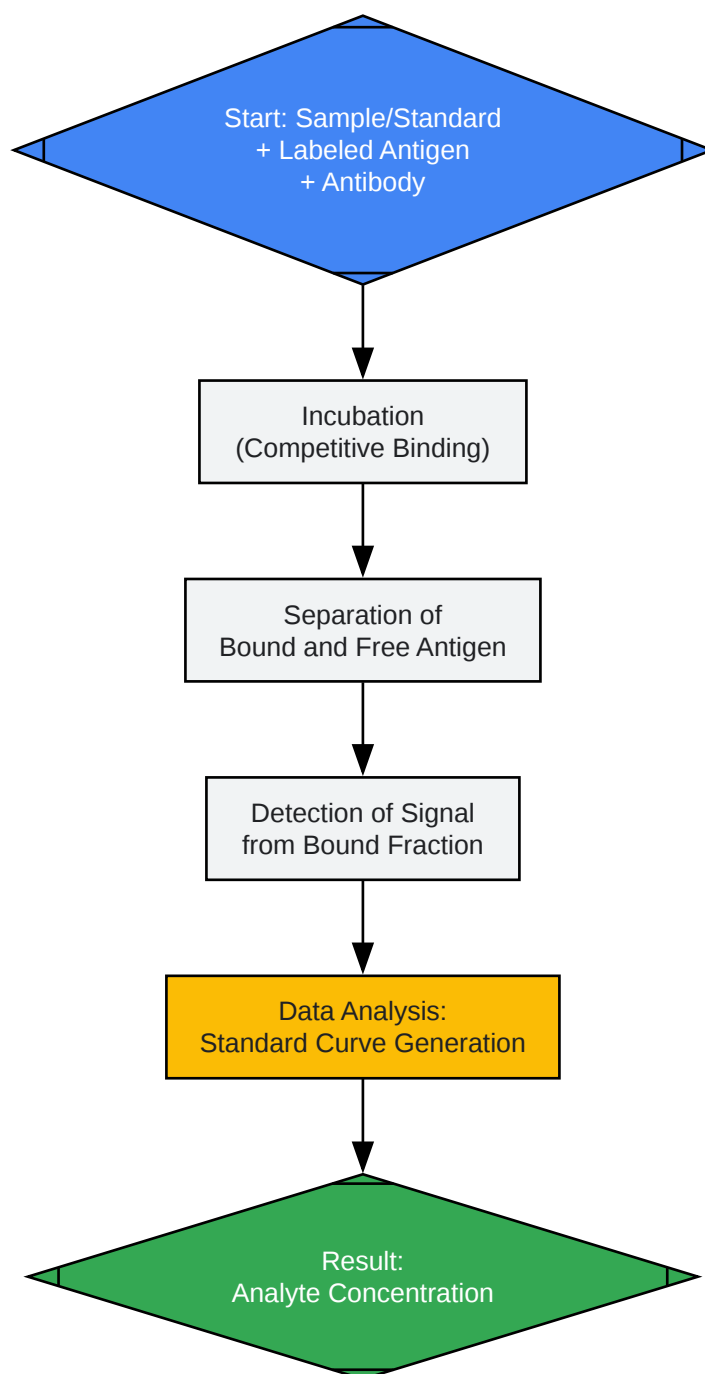 Start: Sample/Standard
+ Labeled Antigen
+ Antibody
Incubation
(Competitive Binding)
Separation of
Bound and Free Antigen
Detection of Signal
from Bound Fraction
Data Analysis:
Standard Curve Generation
Result:
Analyte Concentration